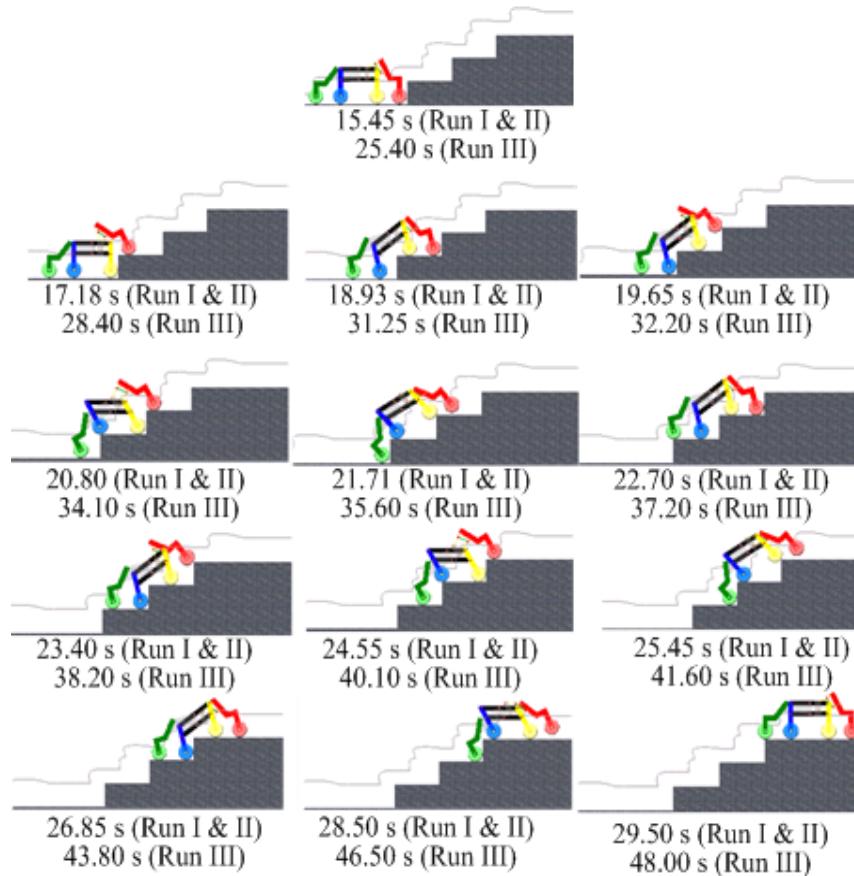 15.45 s (Run I & II)
25.40 s (Run III)
17.18 s (Run I & II)
28.40 s (Run III)
18.93 s (Run I & II)
31.25 s (Run III)
19.65 s (Run I & II)
32.20 s (Run III)
20.80 (Run I & II)
34.10 s (Run III)
21.71 s (Run I & II)
35.60 s (Run III)
22.70 s (Run I & II)
37.20 s (Run III)
23.40 s (Run I & II)
38.20 s (Run III)
24.55 s (Run I & II)
40.10 s (Run III)
25.45 s (Run I & II)
41.60 s (Run III)
26.85 s (Run I & II)
43.80 s (Run III)
28.50 s (Run I & II)
46.50 s (Run III)
29.50 s (Run I & II)
48.00 s (Run III)